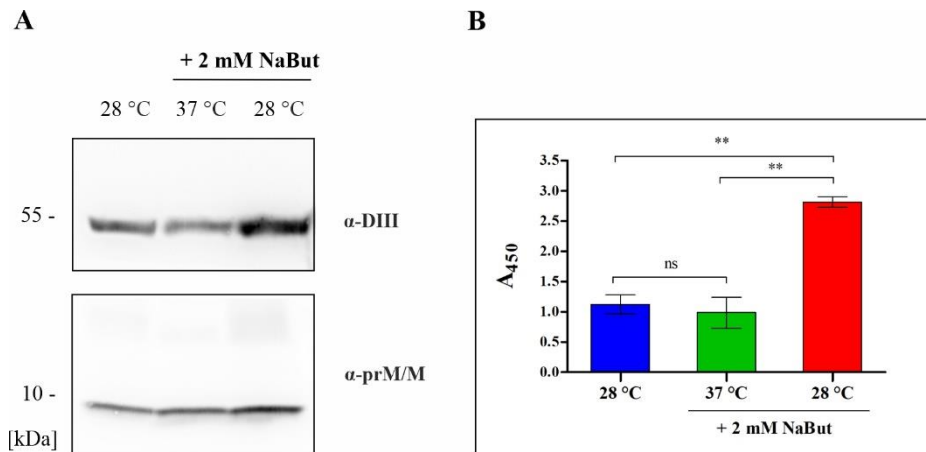 A
+ 2 mM NaBut
28 °C 37 °C 28 °C
55 -
α-DIII
10 -
α-prM/M
[kDa]
B
**
**
ns
A450
3.5
3.0
2.5
2.0
1.5
1.0
0.5
0.0
28 °C 37 °C 28 °C
+ 2 mM NaBut